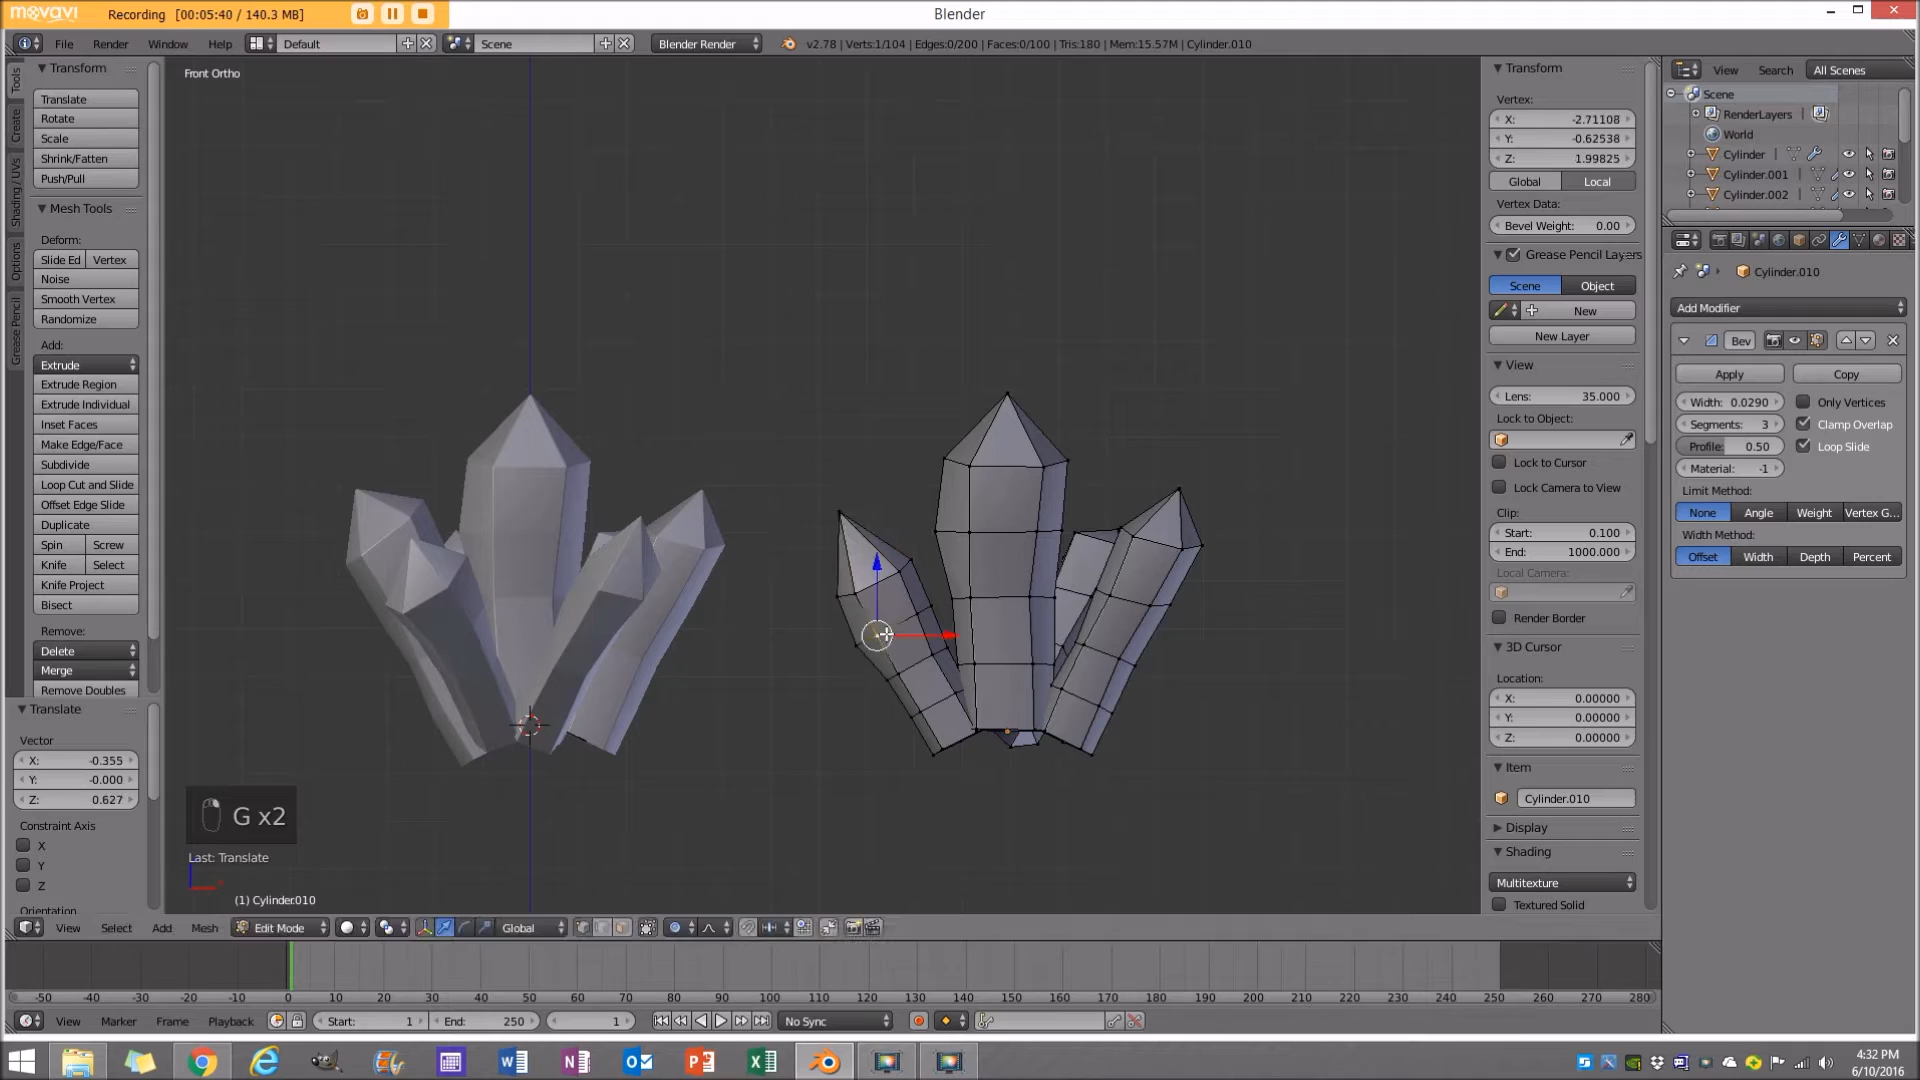 movavi Recording [00:05:40 / 140.3 MB] Blender
File Render Window Help Default Scene Blender Render v2.78 | Verts:1/104 | Edges:0/200 | Faces:0/100 | Tris:180 | Mem:15.57M | Cylinder.010
Tools
Create
Shading / UVs
Options
Grease Pencil
Transform
Translate
Rotate
Scale
Shrink/Fatten
Push/Pull
Mesh Tools
Deform:
Slide Ed Vertex
Noise
Smooth Vertex
Randomize
Add:
Extrude
Extrude Region
Extrude Individual
Inset Faces
Make Edge/Face
Subdivide
Loop Cut and Slide
Offset Edge Slide
Duplicate
Spin Screw
Knife Select
Knife Project
Bisect
Remove:
Delete
Merge
Remove Doubles
Translate
Vector
X: -0.355
Y: -0.000
Z: 0.627
Constraint Axis
X
Y
Z
Orientation
Front Ortho
G x2
Last: Translate
(1) Cylinder.010
Transform
Vertex:
X: -2.71108
Y: -0.62538
Z: 1.99825
Global Local
Vertex Data:
Bevel Weight: 0.00
Grease Pencil Layers
Scene Object
New
New Layer
View
Lens: 35.000
Lock to Object:
Lock to Cursor
Lock Camera to View
Clip:
Start: 0.100
End: 1000.000
Local Camera:
Render Border
3D Cursor
Location:
X: 0.00000
Y: 0.00000
Z: 0.00000
Item
Cylinder.010
Display
Shading
Multitexture
Textured Solid
View Search All Scenes
Scene
RenderLayers
World
Cylinder
Cylinder.001
Cylinder.002
Cylinder.010
Add Modifier
Bev
Apply Copy
Width: 0.0290 Only Vertices
Segments: 3 Clamp Overlap
Profile: 0.50 Loop Slide
Material: -1
Limit Method:
None Angle Weight Vertex G...
Width Method:
Offset Width Depth Percent
View Select Add Mesh Edit Mode Global
-50 -40 -30 -20 -10 0 10 20 30 40 50 60 70 80 90 100 110 120 130 140 150 160 170 180 190 200 210 220 230 240 250 260 270 280
View Marker Frame Playback Start: 1 End: 250 1 No Sync
4:32 PM
6/10/2016